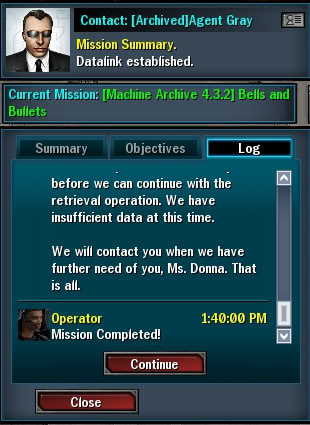 Contact: [Archived]Agent Gray
Mission Summary.
Datalink established.
Current Mission: [Machine Archive 4.3.2] Bells and
Bullets
Summary
Objectives
Log
before we can continue with the
retrieval operation. We have
insufficient data at this time.
We will contact you when we have
further need of you, Ms. Donna. That
is all.
Operator 1:40:00 PM
Mission Completed!
Continue
Close